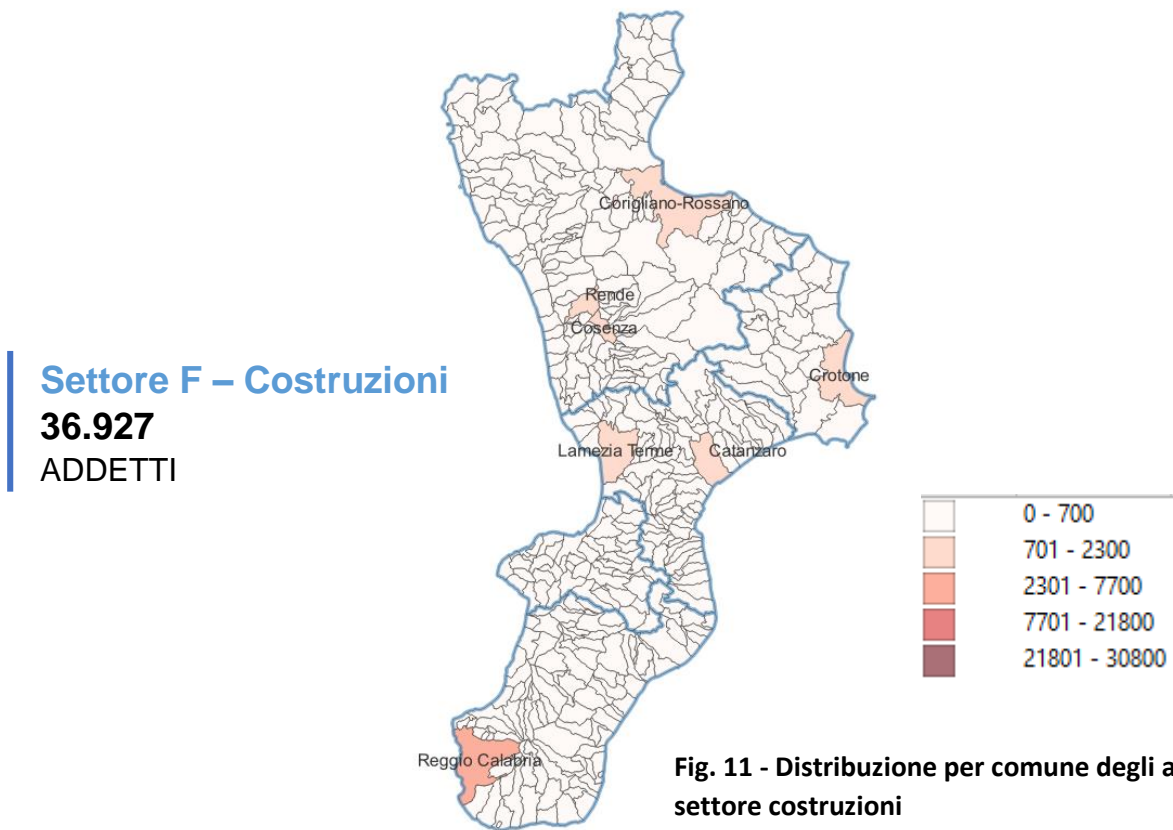 Corigliano-Rossano
Rende
Cosenza
Crotone
Settore F – Costruzioni
36.927
ADDETTI
Lamezia Terme
Catanzaro
0 - 700
701 - 2300
2301 - 7700
7701 - 21800
21801 - 30800
Reggio Calabria
Fig. 11 - Distribuzione per comune degli a
settore costruzioni